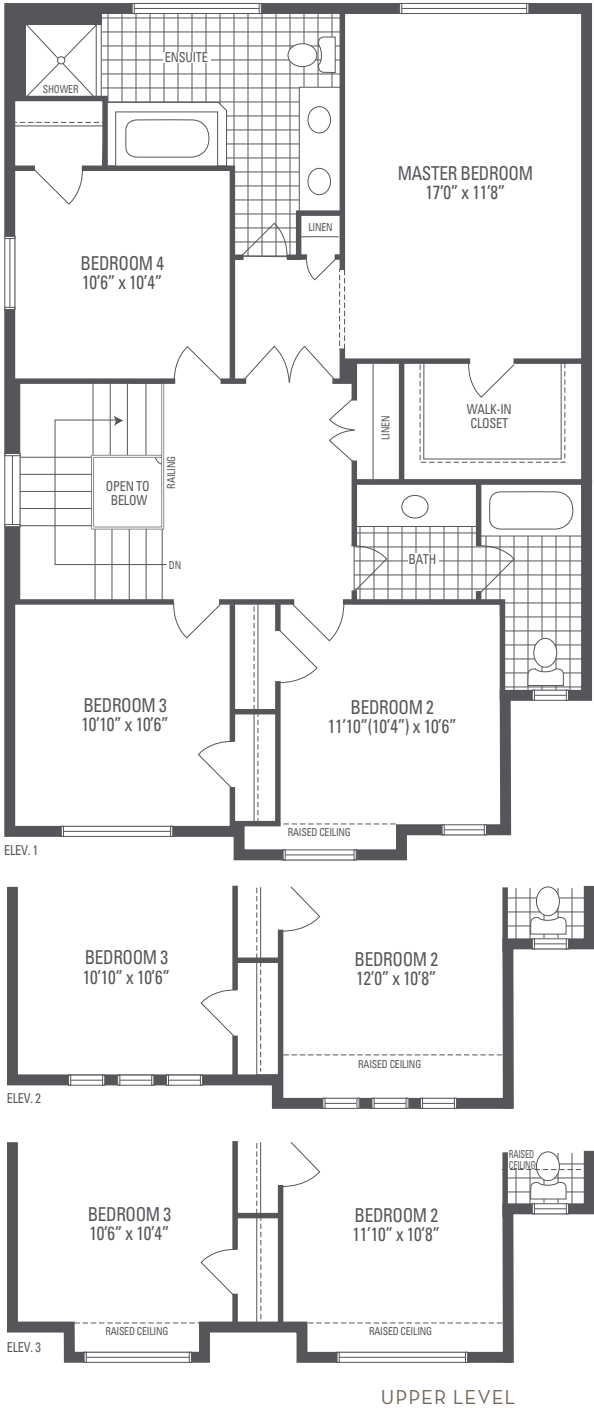 ENSUITE
SHOWER
MASTER BEDROOM
17'0" x 11'8"
LINEN
BEDROOM 4
10'6" x 10'4"
WALK-IN
CLOSET
LINEN
RAILING
OPEN TO
BELOW
BATH
DN
BEDROOM 3
10'10" x 10'6"
BEDROOM 2
11'10"(10'4") x 10'6"
RAISED CEILING
ELEV. 1
BEDROOM 3
10'10" x 10'6"
BEDROOM 2
12'0" x 10'8"
RAISED CEILING
ELEV. 2
RAISED
CEILING
BEDROOM 3
10'6" x 10'4"
BEDROOM 2
11'10" x 10'8"
RAISED CEILING
RAISED CEILING
ELEV. 3
UPPER LEVEL